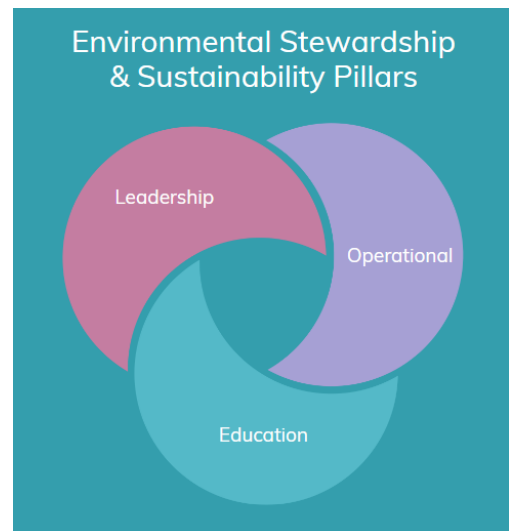 Environmental Stewardship
& Sustainability Pillars
Leadership
Operational
Education